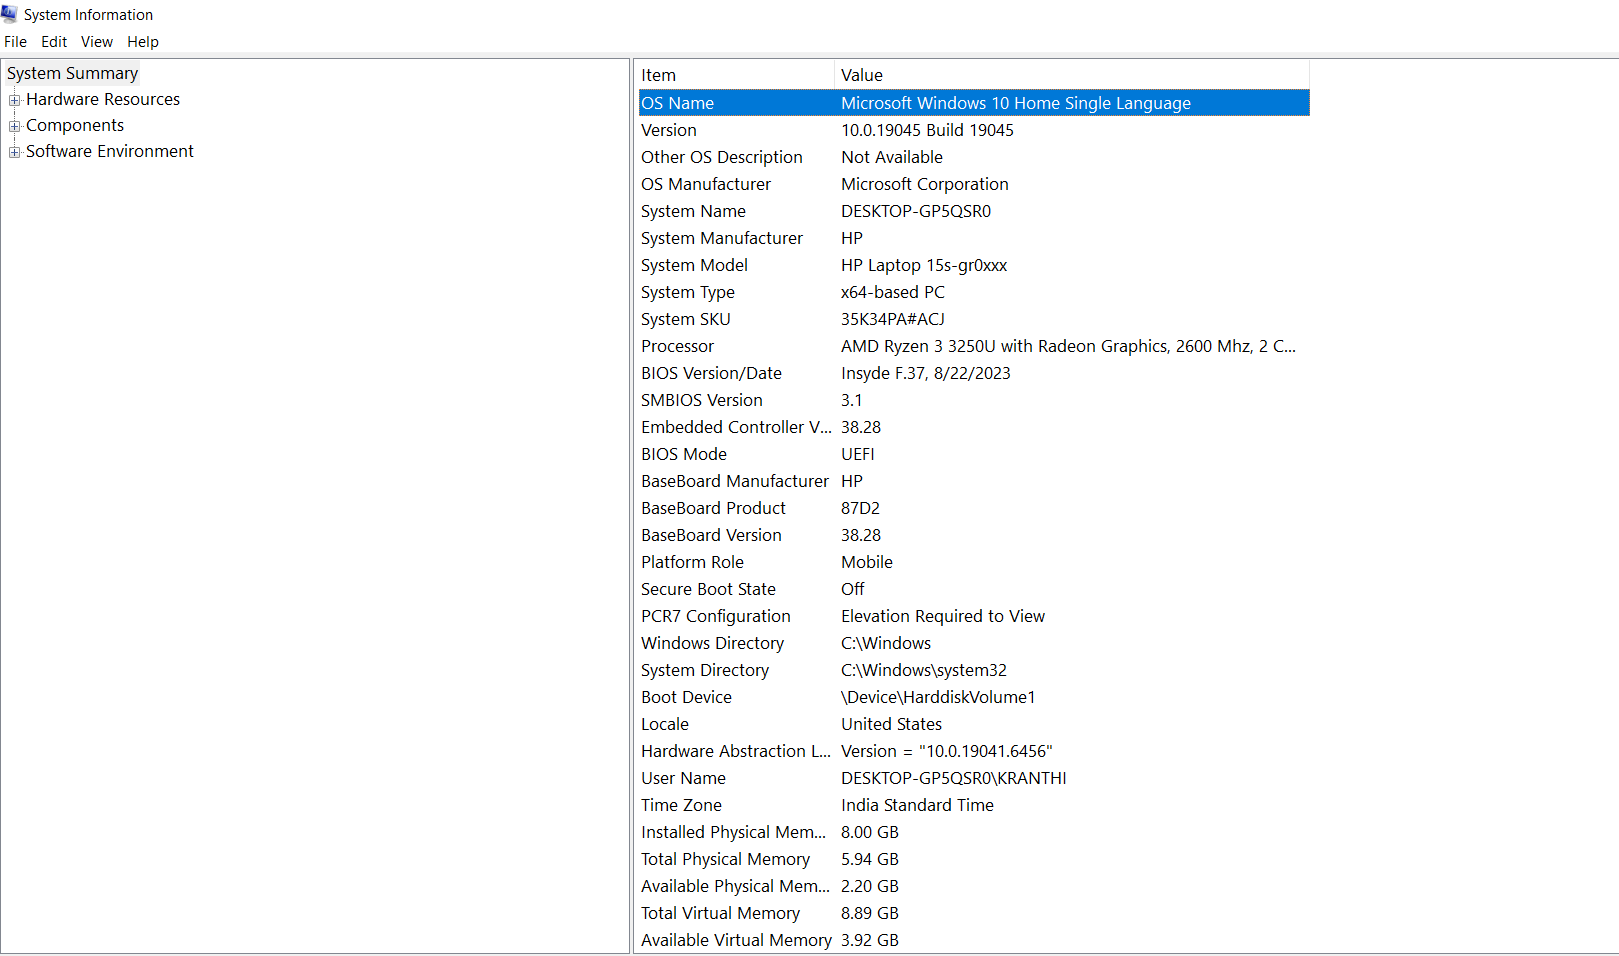 System Information
File Edit View Help
System Summary
Hardware Resources
Components
Software Environment
Item Value
OS Name Microsoft Windows 10 Home Single Language
Version 10.0.19045 Build 19045
Other OS Description Not Available
OS Manufacturer Microsoft Corporation
System Name DESKTOP-GP5QSR0
System Manufacturer HP
System Model HP Laptop 15s-gr0xxx
System Type x64-based PC
System SKU 35K34PA#ACJ
Processor AMD Ryzen 3 3250U with Radeon Graphics, 2600 Mhz, 2 C...
BIOS Version/Date Insyde F.37, 8/22/2023
SMBIOS Version 3.1
Embedded Controller V... 38.28
BIOS Mode UEFI
BaseBoard Manufacturer HP
BaseBoard Product 87D2
BaseBoard Version 38.28
Platform Role Mobile
Secure Boot State Off
PCR7 Configuration Elevation Required to View
Windows Directory C:\Windows
System Directory C:\Windows\system32
Boot Device \Device\HarddiskVolume1
Locale United States
Hardware Abstraction L... Version = "10.0.19041.6456"
User Name DESKTOP-GP5QSR0\KRANTHI
Time Zone India Standard Time
Installed Physical Mem... 8.00 GB
Total Physical Memory 5.94 GB
Available Physical Mem... 2.20 GB
Total Virtual Memory 8.89 GB
Available Virtual Memory 3.92 GB